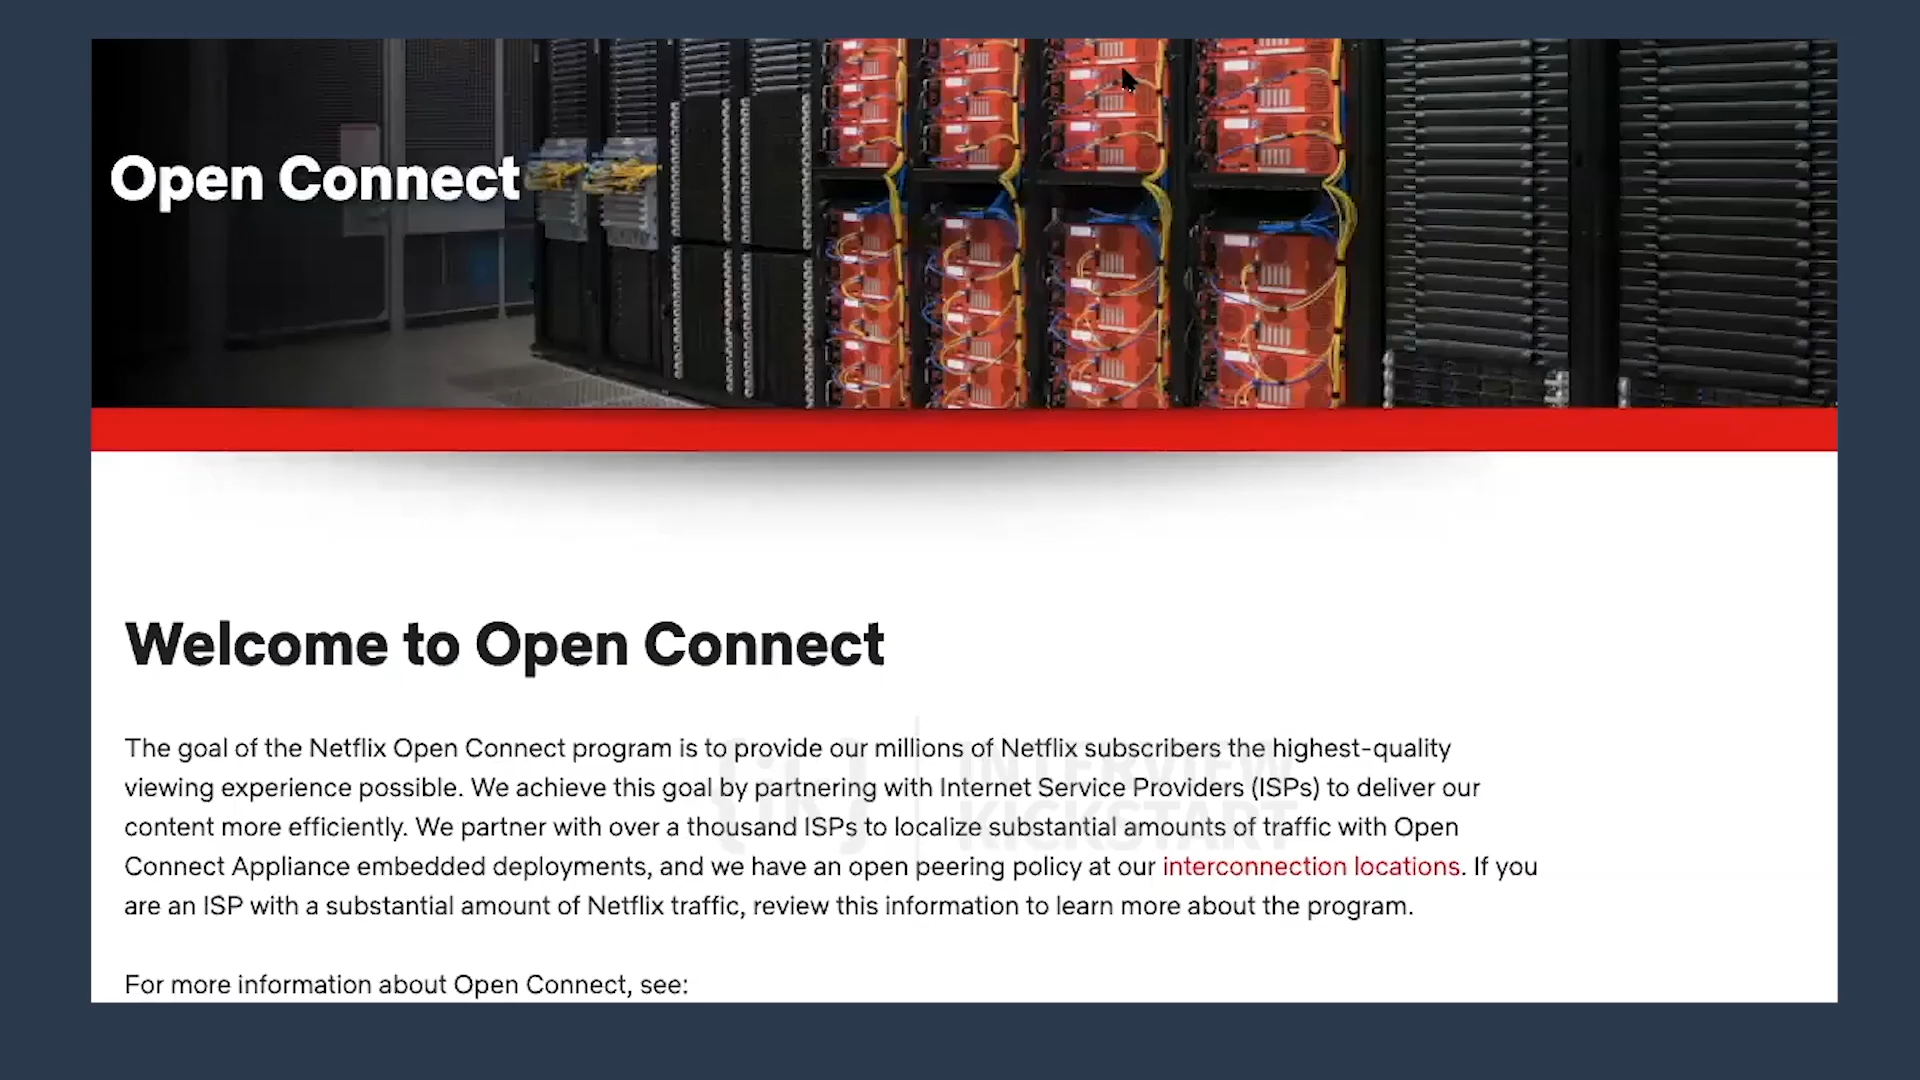 Open Connect
Welcome to Open Connect
The goal of the Netflix Open Connect program is to provide our millions of Netflix subscribers the highest-quality
viewing experience possible. We achieve this goal by partnering with Internet Service Providers (ISPs) to deliver our
content more efficiently. We partner with over a thousand ISPs to localize substantial amounts of traffic with Open
Connect Appliance embedded deployments, and we have an open peering policy at our interconnection locations. If you
are an ISP with a substantial amount of Netflix traffic, review this information to learn more about the program.
For more information about Open Connect, see:
{ik} INTERVIEW
KICKSTART